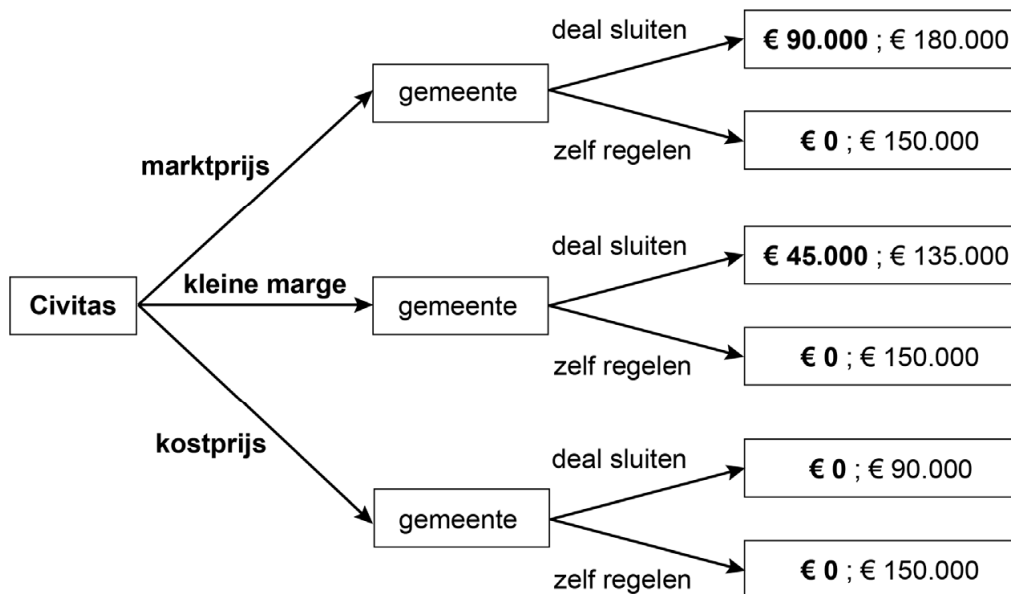 deal sluiten
€ 90.000 ; € 180.000
gemeente
zelf regelen
€ 0 ; € 150.000
marktprijs
deal sluiten
€ 45.000 ; € 135.000
Civitas
kleine marge
gemeente
zelf regelen
€ 0 ; € 150.000
kostprijs
deal sluiten
€ 0 ; € 90.000
gemeente
zelf regelen
€ 0 ; € 150.000